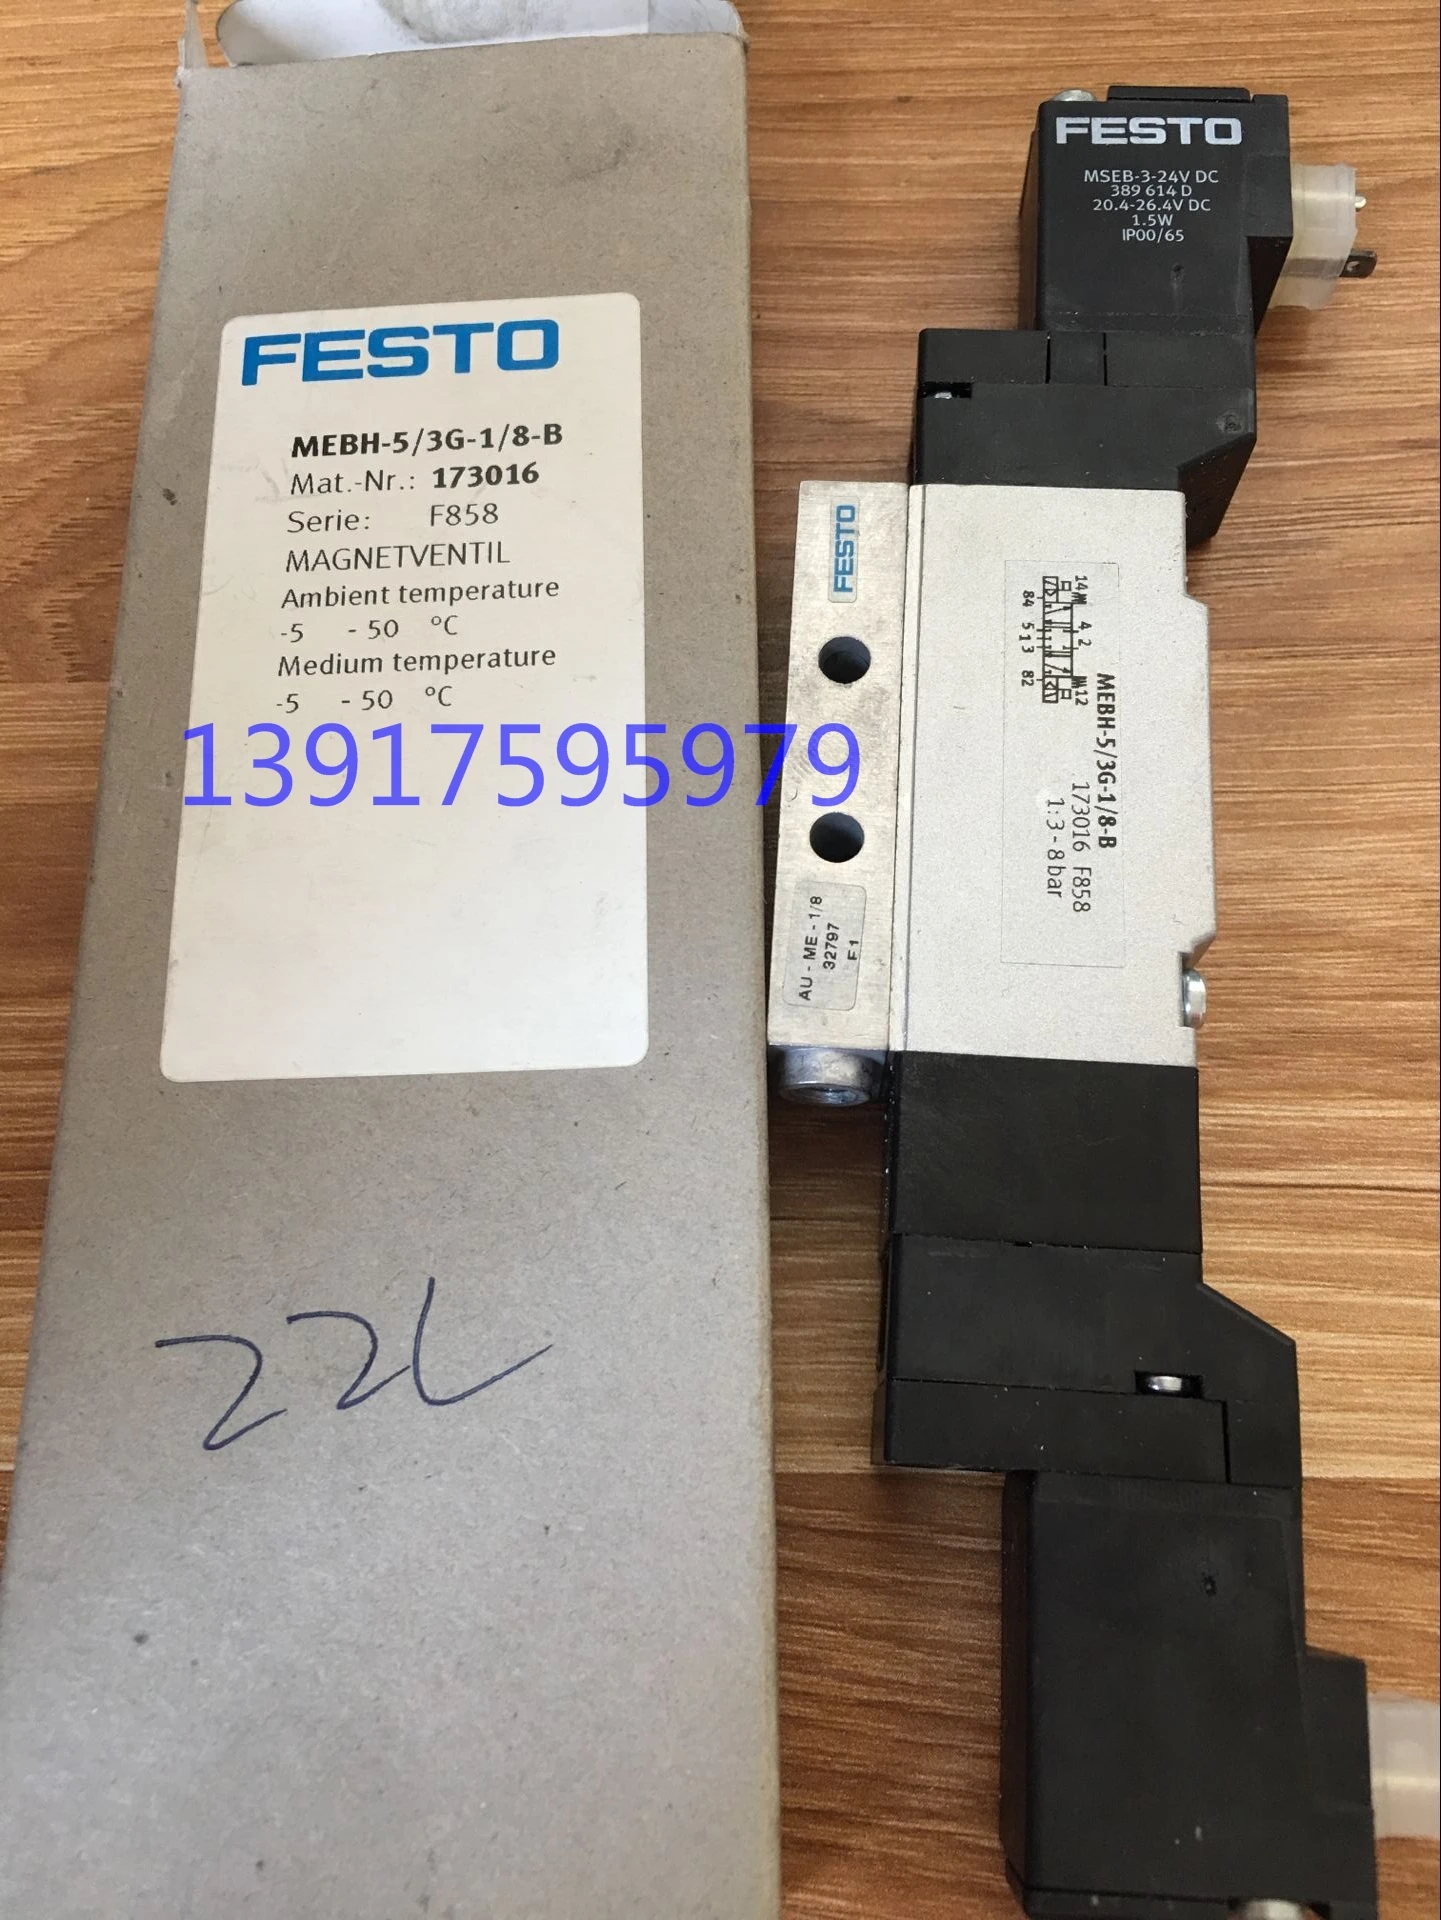 FESTO
MEBH-5/3G-1/8-B
Mat.-Nr.: 173016
Serie: F858
MAGNETVENTIL
Ambient temperature
-5 - 50 °C
Medium temperature
-5 - 50 °C
13917595979
FESTO
MSEB-3-24V DC
389 614 D
20.4-26.4V DC
1.5W
IP00/65
FESTO
14 4 2 12
84 5 1 3 82
MEBH-5/3G-1/8-B
173016 F858
1:3-8bar
AU-ME-1/8
32797
F1